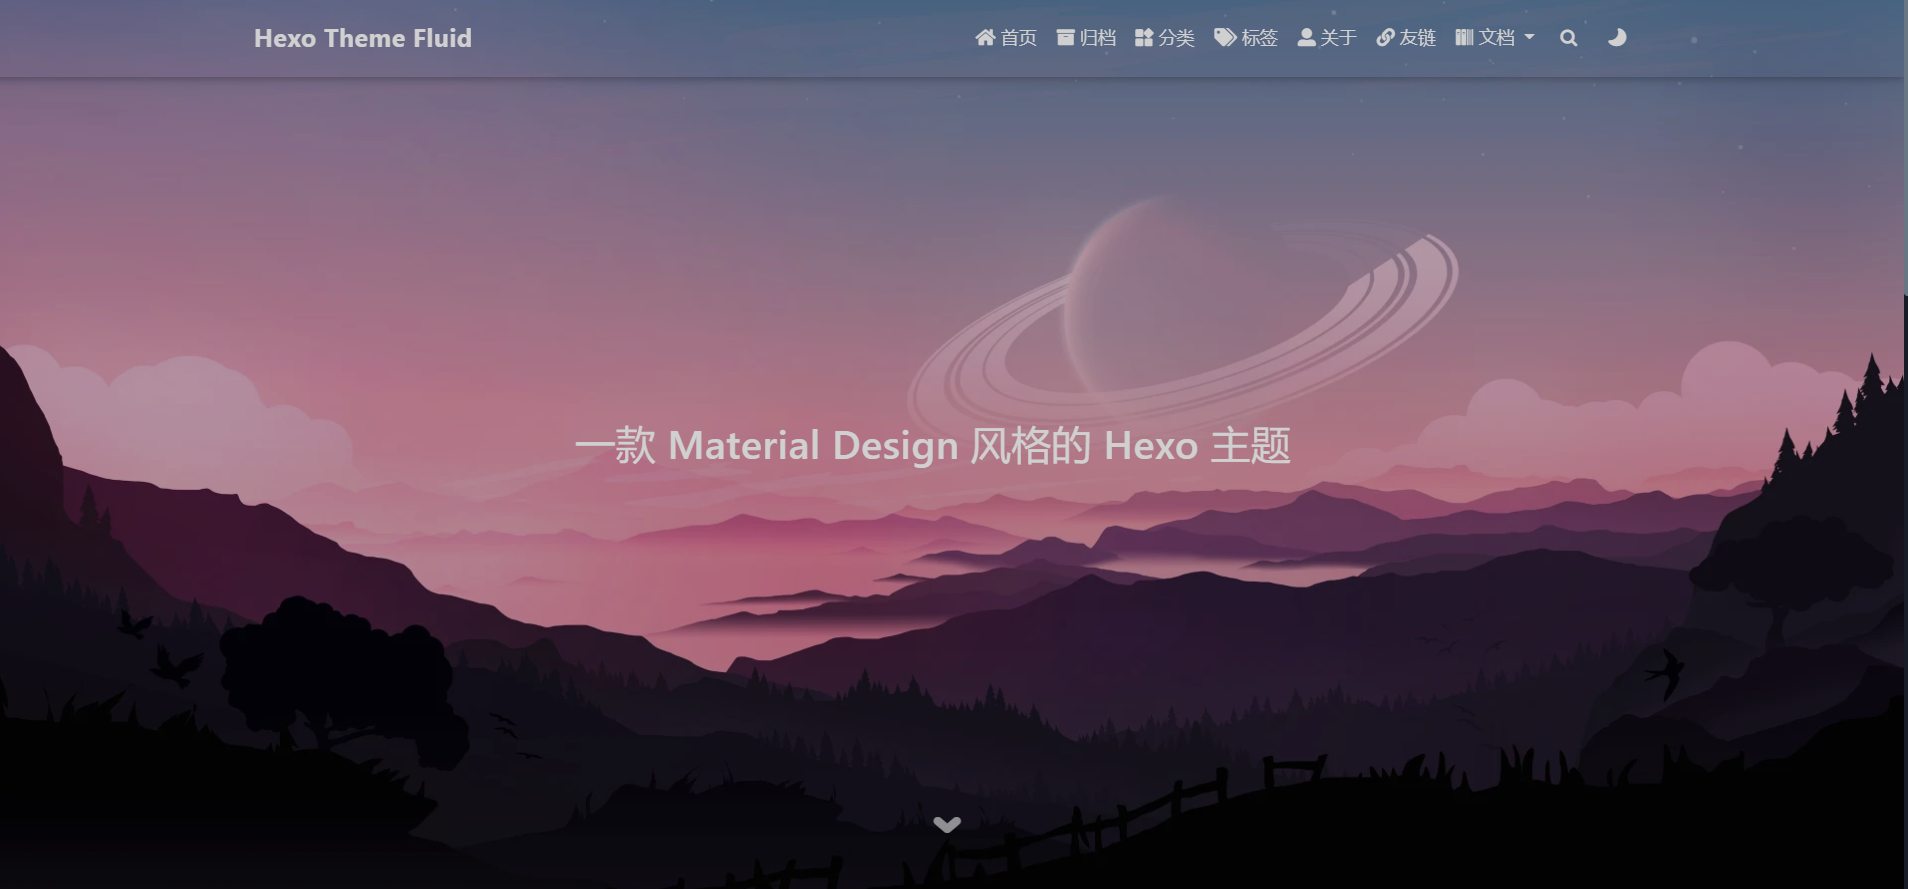 Hexo Theme Fluid
首页 归档 分类 标签 关于 友链 文档
一款 Material Design 风格的 Hexo 主题